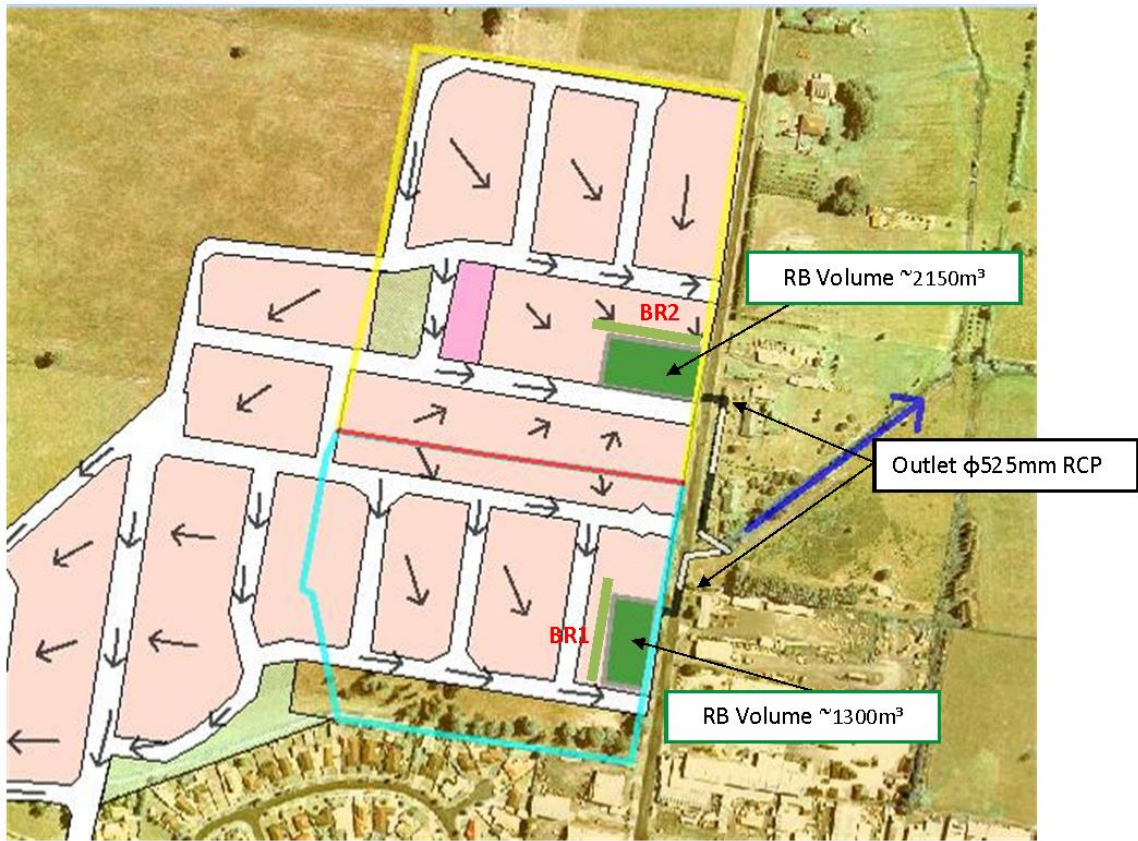 RB Volume ~2150m³
BR2
Outlet ϕ525mm RCP
BR1
RB Volume ~1300m³